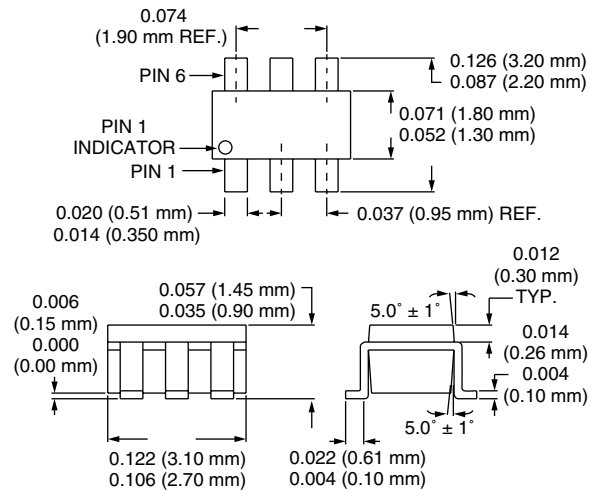 0.074
(1.90 mm REF.)
PIN 6
0.126 (3.20 mm)
0.087 (2.20 mm)
0.071 (1.80 mm)
0.052 (1.30 mm)
PIN 1
INDICATOR
PIN 1
0.020 (0.51 mm)
0.014 (0.350 mm)
0.037 (0.95 mm) REF.
0.006
(0.15 mm)
0.000
(0.00 mm)
0.057 (1.45 mm)
0.035 (0.90 mm)
0.122 (3.10 mm)
0.106 (2.70 mm)
0.012
(0.30 mm)
TYP.
5.0° ± 1°
0.014
(0.26 mm)
0.004
(0.10 mm)
5.0° ± 1°
0.022 (0.61 mm)
0.004 (0.10 mm)